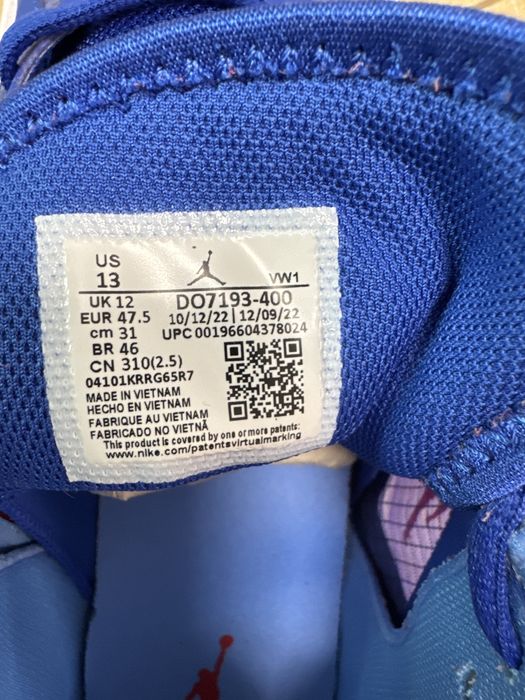 US
13
VW1
UK 12
DO7193-400
EUR 47.5
10/12/22 | 12/09/22
cm 31
UPC 00196604378024
BR 46
CN 310(2.5)
04101KRRG65R7
MADE IN VIETNAM
HECHO EN VIETNAM
FABRIQUE AU VIETNAM
FABRICADO NO VIETNÃ
This product is covered by one or more patents:
www.nike.com/patentsvirtualmarking